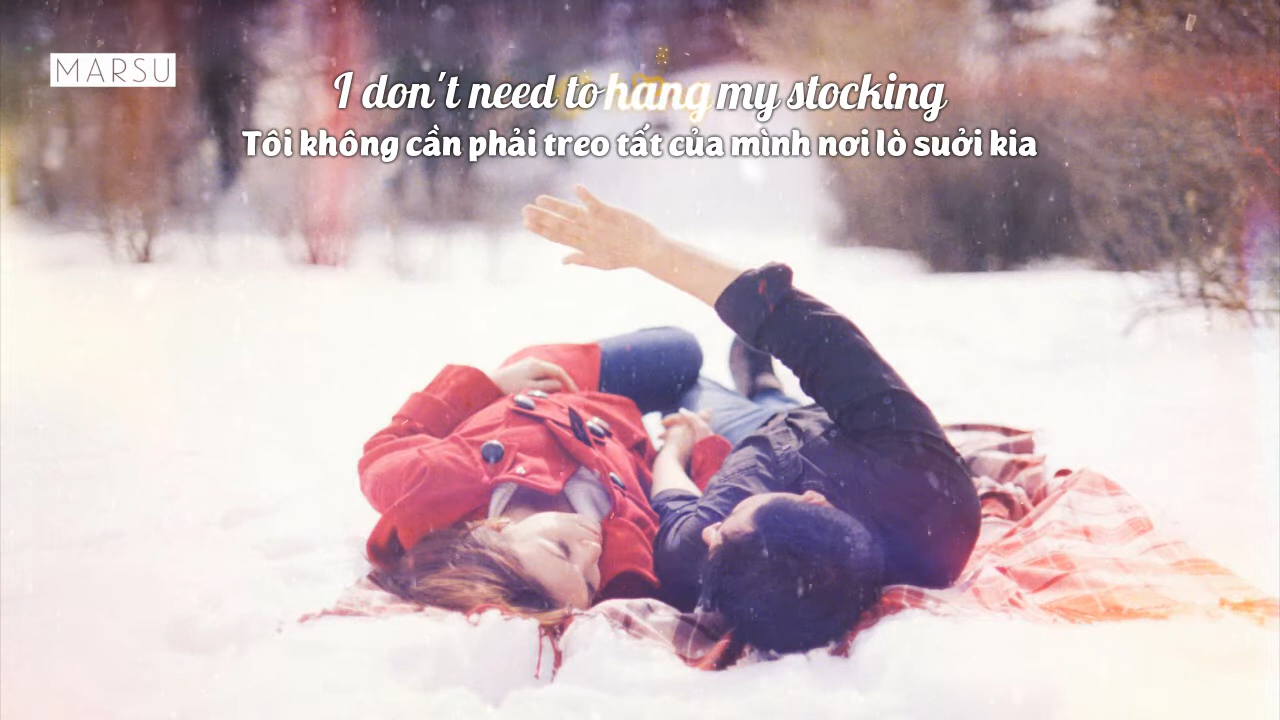 MARSU
I don't need to hang my stocking
Tôi không cần phải treo tất của mình nơi lò sưởi kia